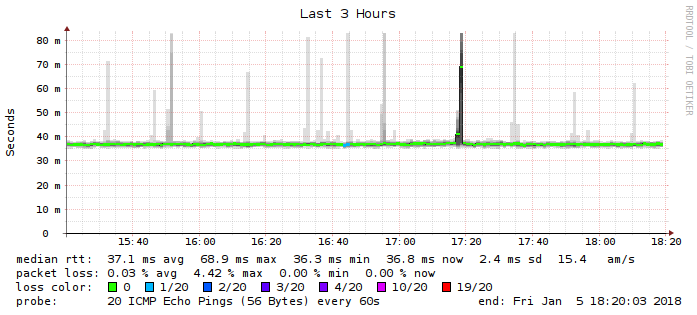 Last 3 Hours
RRDTOOL / TOBI OETIKER
Seconds
80 m
70 m
60 m
50 m
40 m
30 m
20 m
10 m
0
15:40 16:00 16:20 16:40 17:00 17:20 17:40 18:00 18:20
median rtt: 37.1 ms avg 68.9 ms max 36.3 ms min 36.8 ms now 2.4 ms sd 15.4 am/s
packet loss: 0.03 % avg 4.42 % max 0.00 % min 0.00 % now
loss color: 0 1/20 2/20 3/20 4/20 10/20 19/20
probe: 20 ICMP Echo Pings (56 Bytes) every 60s end: Fri Jan 5 18:20:03 2018